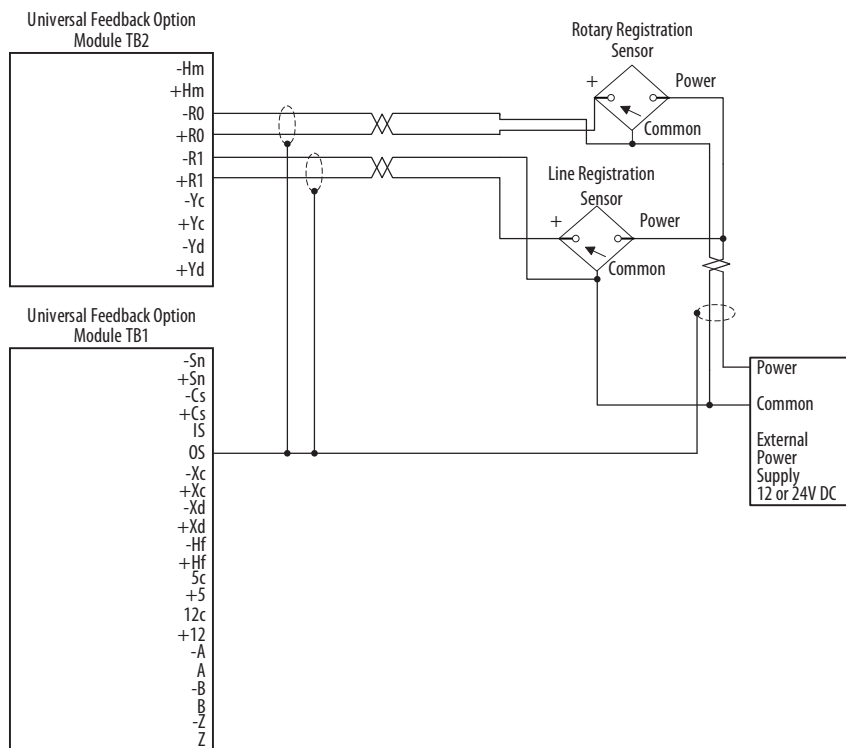 Universal Feedback Option
Module TB2
-Hm
+Hm
-R0
+R0
-R1
+R1
-Yc
+Yc
-Yd
+Yd
Rotary Registration
Sensor
+
Power
Common
Line Registration
Sensor
+
Power
Common
Universal Feedback Option
Module TB1
-Sn
+Sn
-Cs
+Cs
IS
OS
-Xc
+Xc
-Xd
+Xd
-Hf
+Hf
5c
+5
12c
+12
-A
A
-B
B
-Z
Z
Power
Common
External
Power
Supply
12 or 24V DC